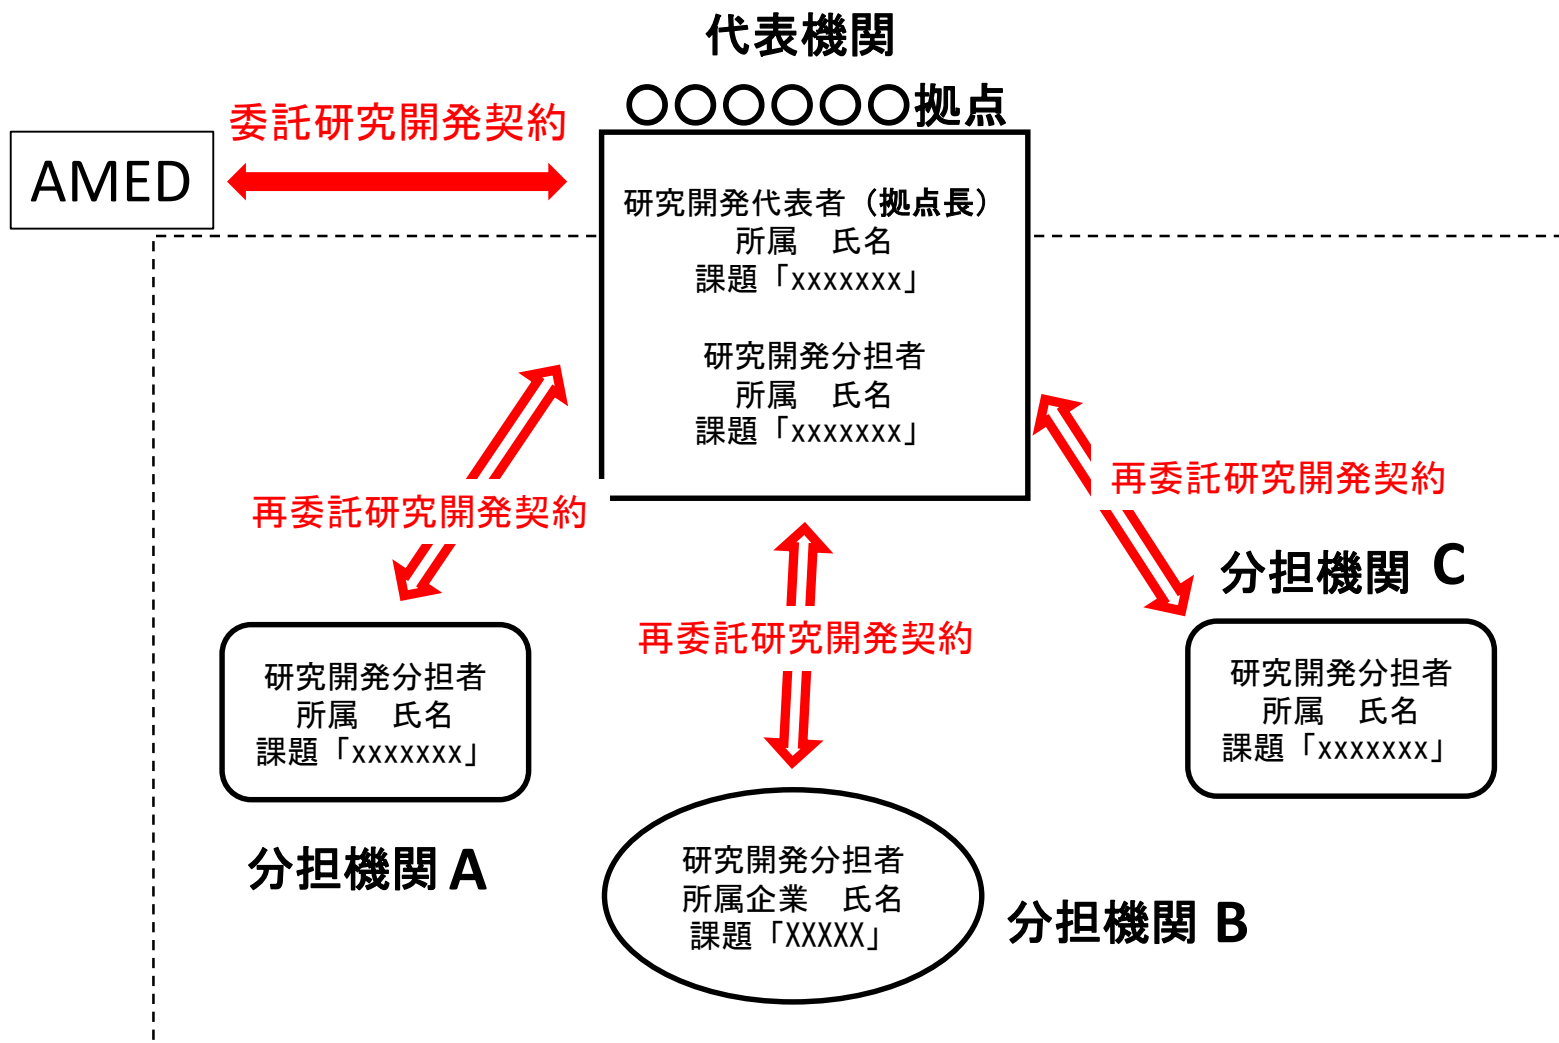 代表機関
〇〇〇〇〇〇拠点
委託研究開発契約
AMED
研究開発代表者（拠点長）
所属　氏名
課題「xxxxxxx」
研究開発分担者
所属　氏名
課題「xxxxxxx」
再委託研究開発契約
再委託研究開発契約
再委託研究開発契約
分担機関 C
研究開発分担者
所属　氏名
課題「xxxxxxx」
分担機関 A
研究開発分担者
所属企業　氏名
課題「XXXXX」
分担機関 B
研究開発分担者
所属　氏名
課題「xxxxxxx」